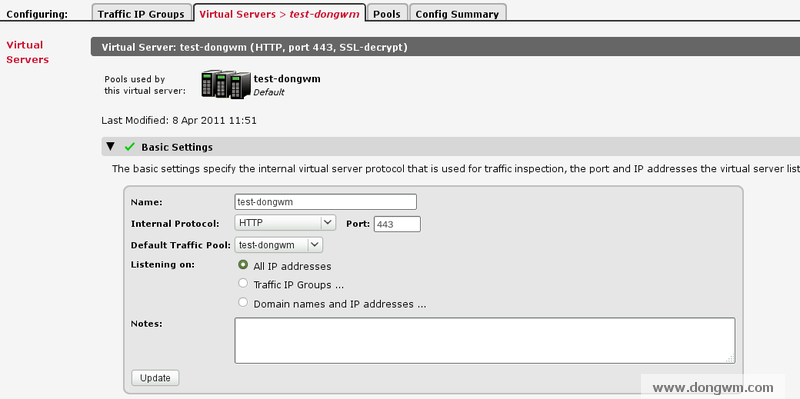 Configuring: Traffic IP Groups Virtual Servers > test-dongwm Pools Config Summary
Virtual Servers
Virtual Server: test-dongwm (HTTP, port 443, SSL-decrypt)
Pools used by this virtual server:
test-dongwm
Default
Last Modified: 8 Apr 2011 11:51
Basic Settings
The basic settings specify the internal virtual server protocol that is used for traffic inspection, the port and IP addresses the virtual server list
Name: test-dongwm
Internal Protocol: HTTP Port: 443
Default Traffic Pool: test-dongwm
Listening on: All IP addresses
Traffic IP Groups ...
Domain names and IP addresses ...
Notes:
Update
www.dongwm.com